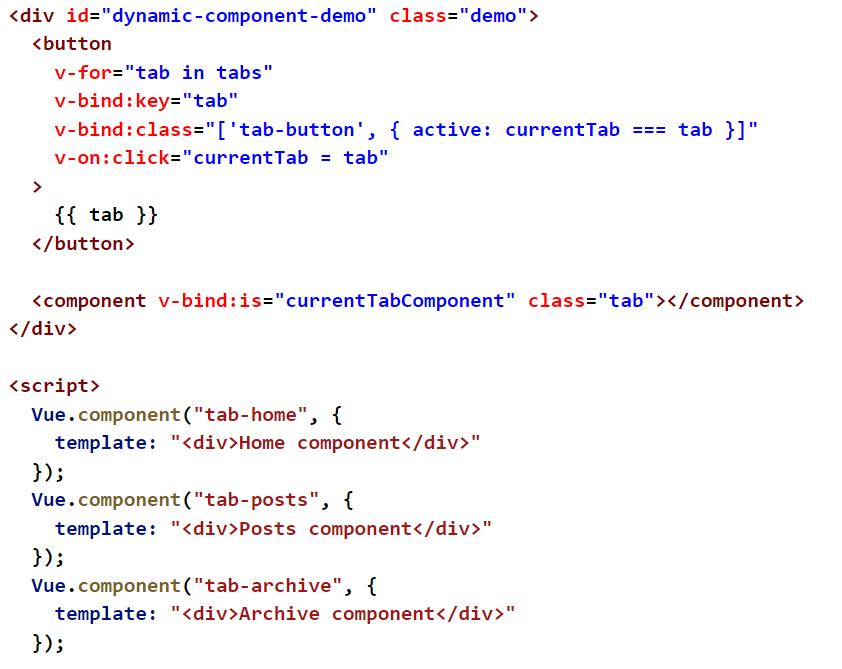 <div id="dynamic-component-demo" class="demo">
  <button
    v-for="tab in tabs"
    v-bind:key="tab"
    v-bind:class="['tab-button', { active: currentTab === tab }]"
    v-on:click="currentTab = tab"
  >
    {{ tab }}
  </button>

  <component v-bind:is="currentTabComponent" class="tab"></component>
</div>

<script>
  Vue.component("tab-home", {
    template: "<div>Home component</div>"
  });
  Vue.component("tab-posts", {
    template: "<div>Posts component</div>"
  });
  Vue.component("tab-archive", {
    template: "<div>Archive component</div>"
  });